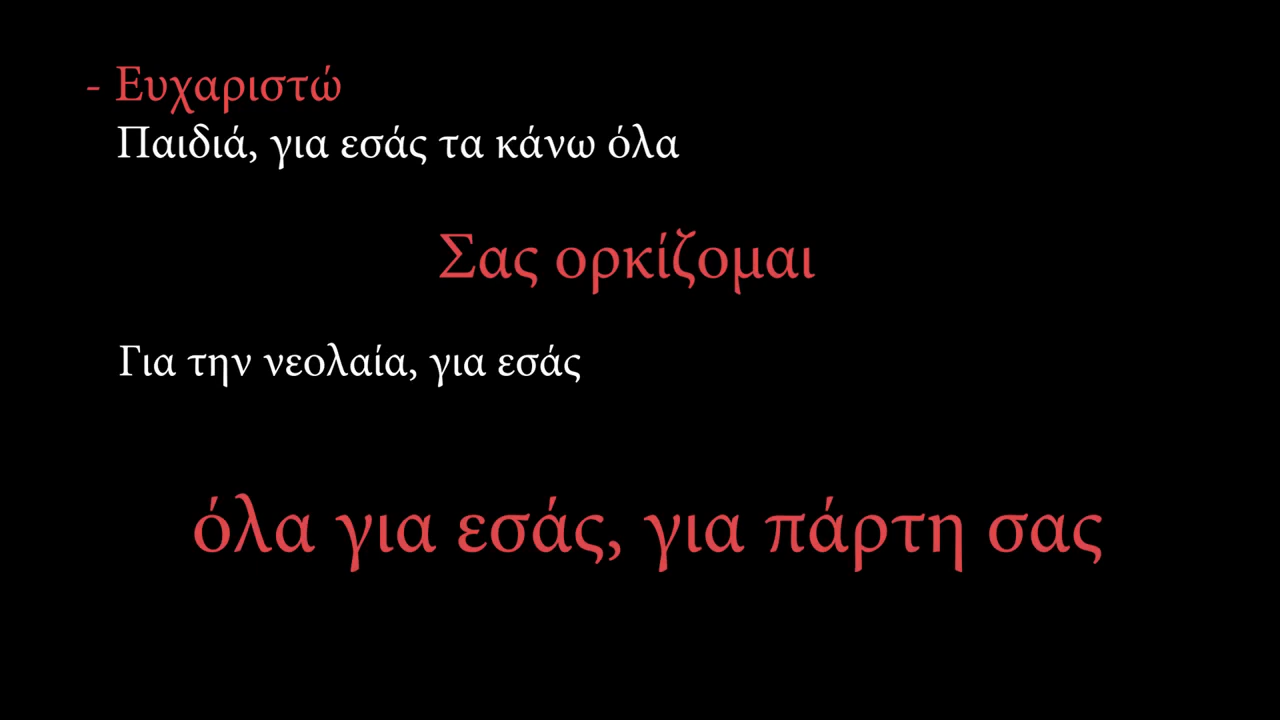 - Ευχαριστώ
Παιδιά, για εσάς τα κάνω όλα
Σας ορκίζομαι
Για την νεολαία, για εσάς
όλα για εσάς, για πάρτη σας